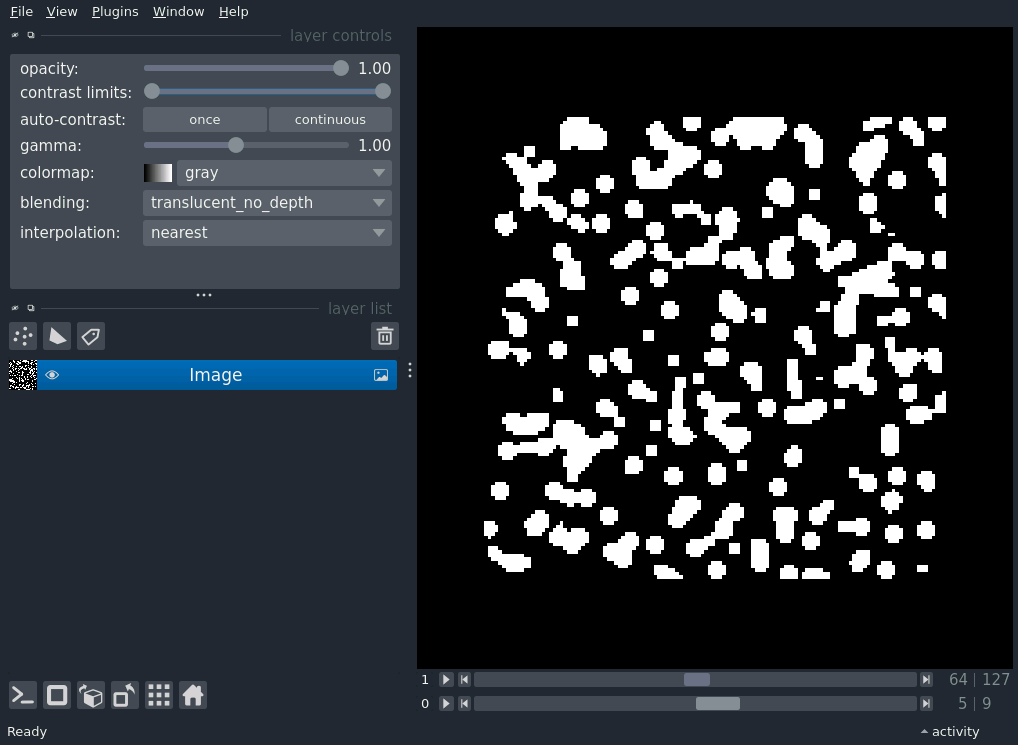 File View Plugins Window Help
layer controls
opacity: 1.00
contrast limits:
auto-contrast: once continuous
gamma: 1.00
colormap: gray
blending: translucent_no_depth
interpolation: nearest
layer list
Image
1 64 | 127
0 5 | 9
Ready activity